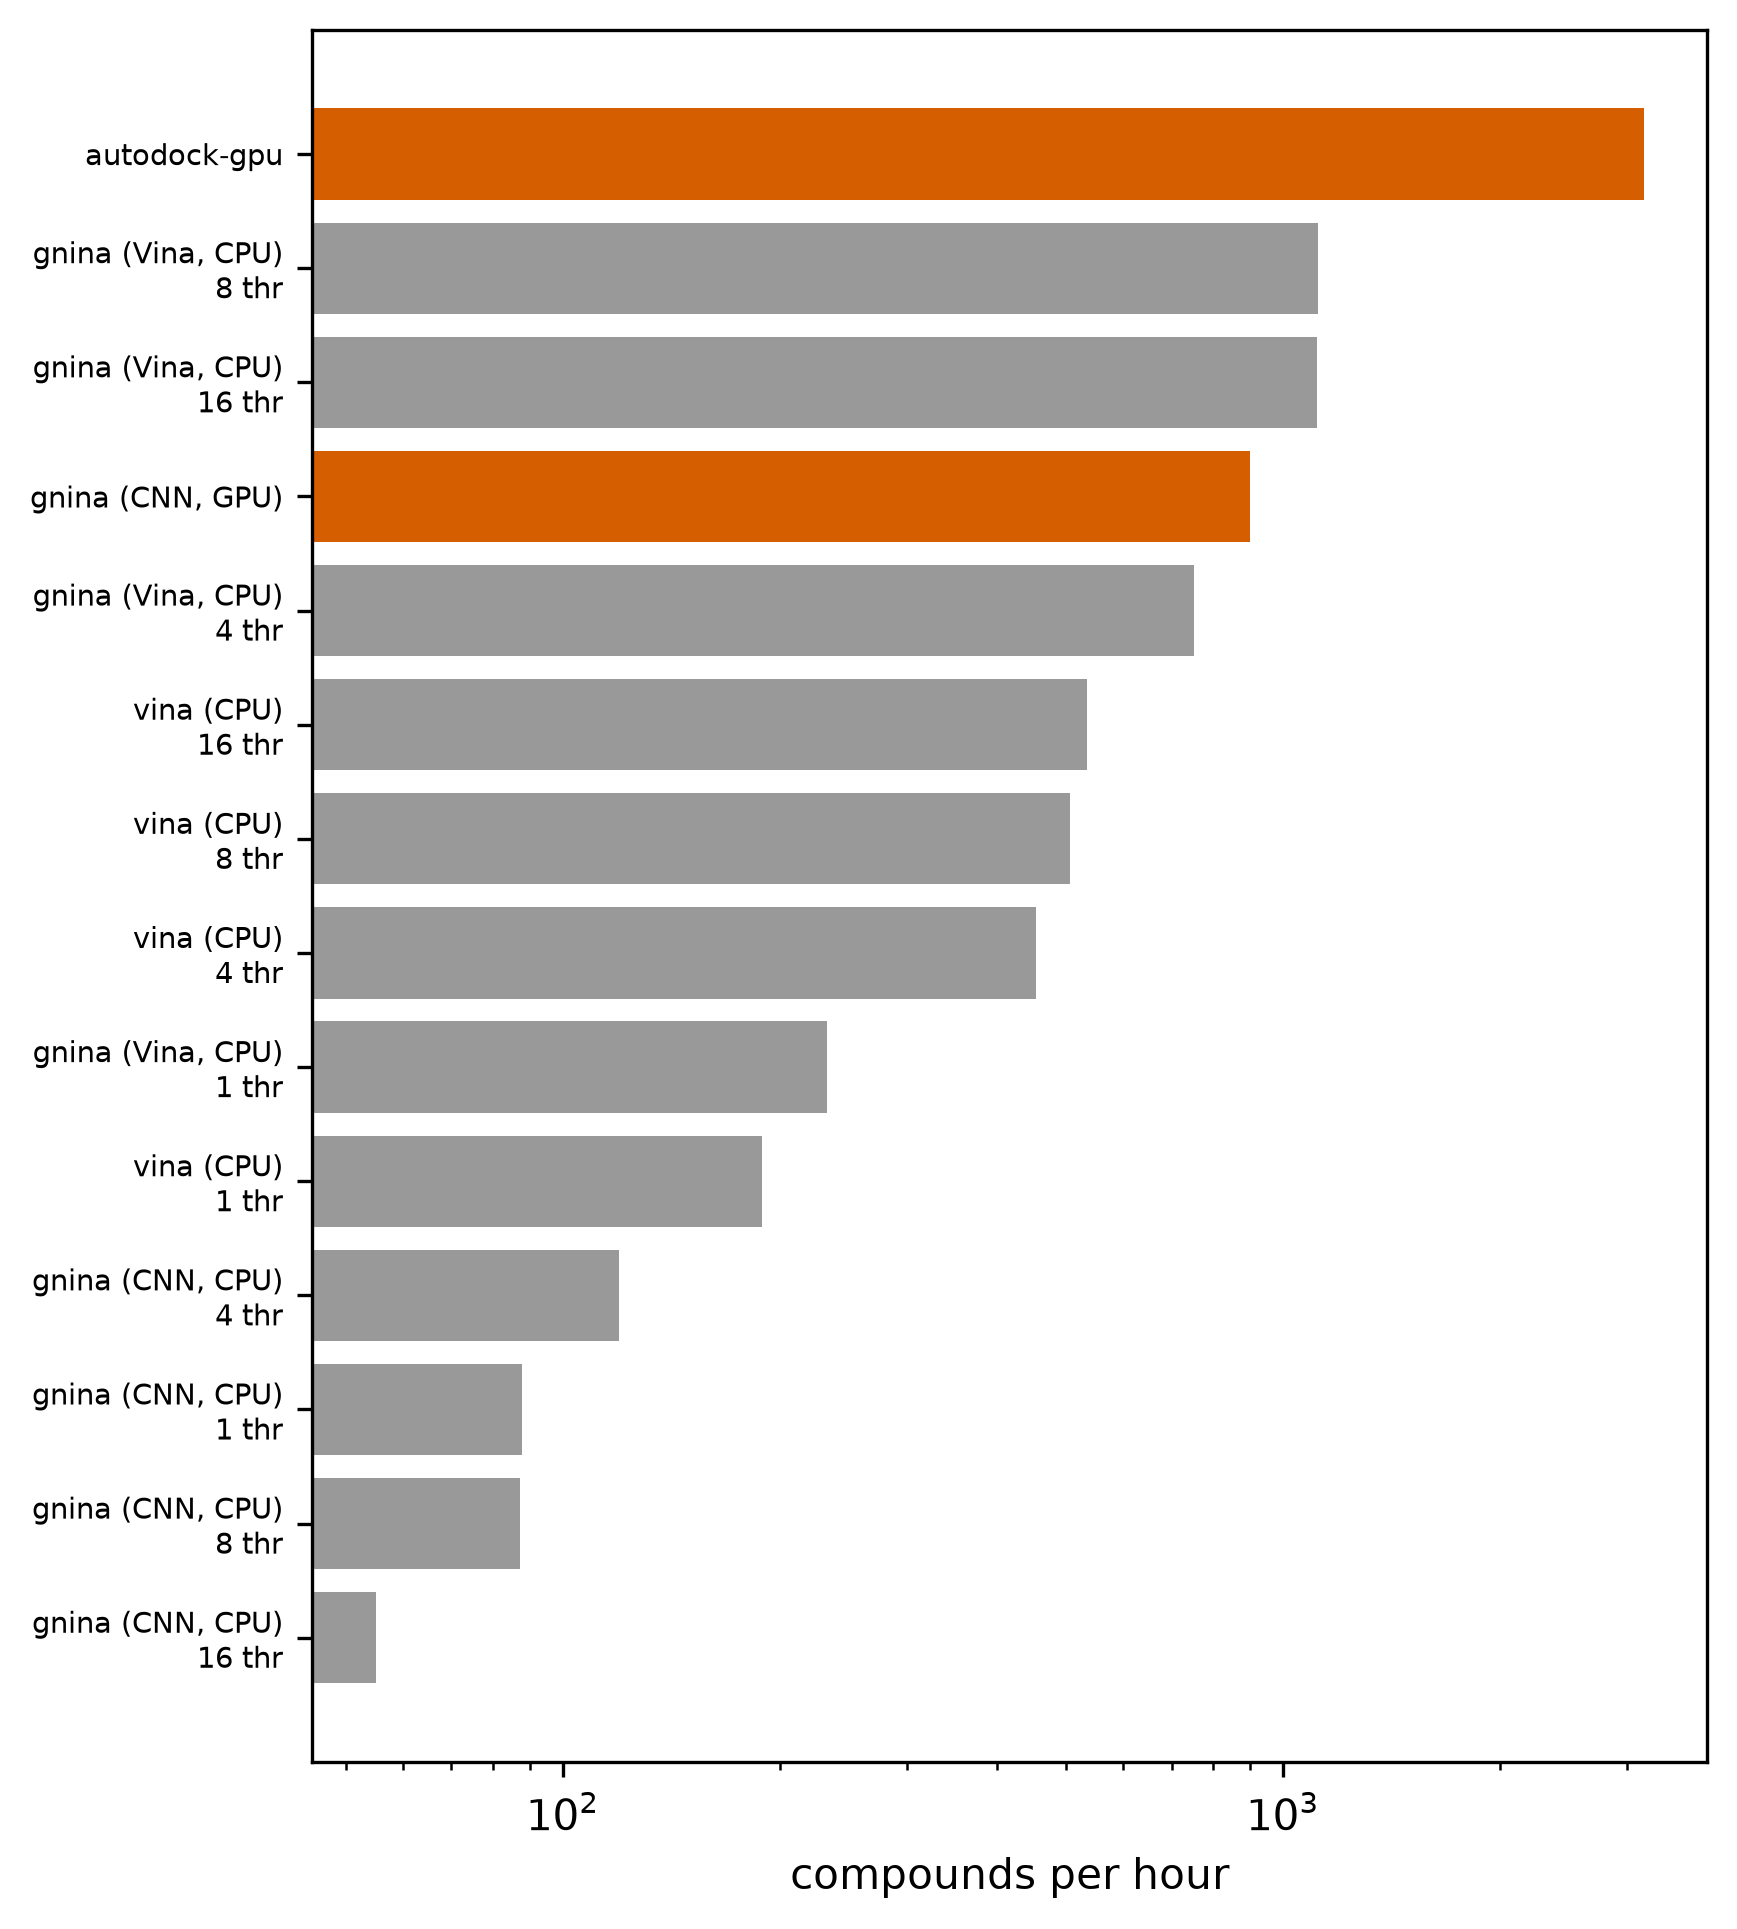 autodock-gpu
gnina (Vina, CPU)
8 thr
gnina (Vina, CPU)
16 thr
gnina (CNN, GPU)
gnina (Vina, CPU)
4 thr
vina (CPU)
16 thr
vina (CPU)
8 thr
vina (CPU)
4 thr
gnina (Vina, CPU)
1 thr
vina (CPU)
1 thr
gnina (CNN, CPU)
4 thr
gnina (CNN, CPU)
1 thr
gnina (CNN, CPU)
8 thr
gnina (CNN, CPU)
16 thr
10² 10³
compounds per hour